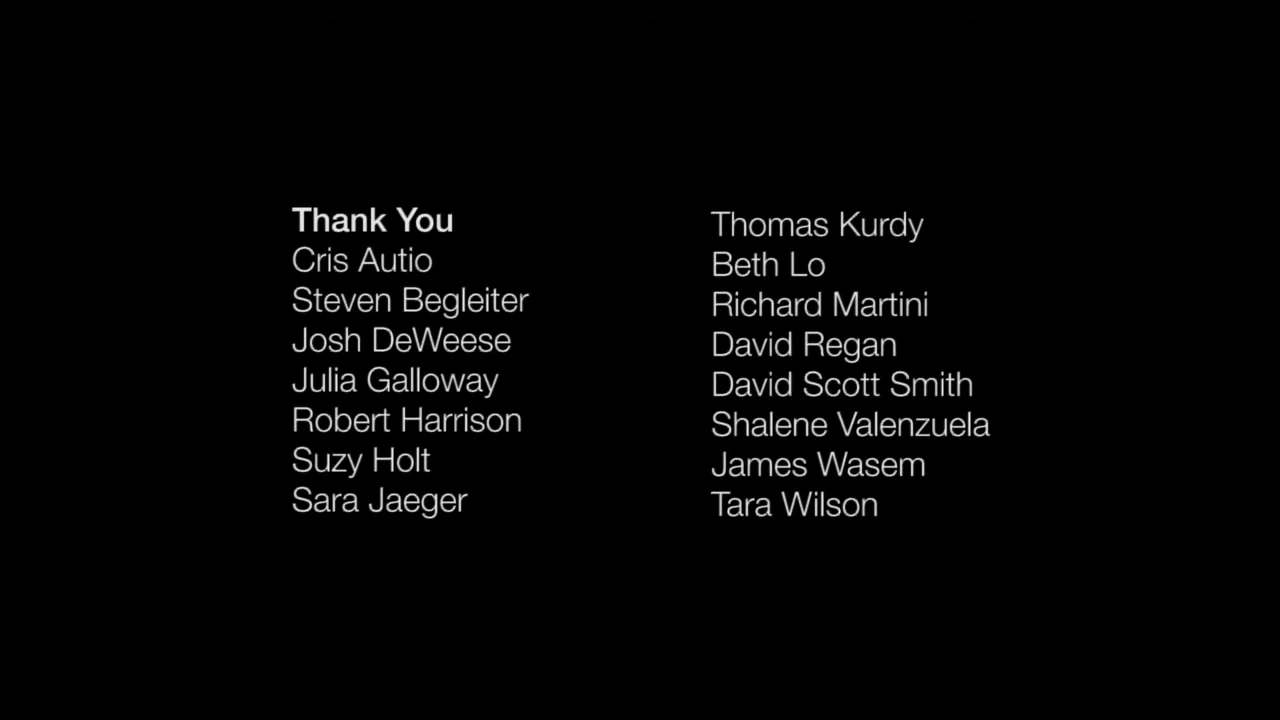 Thank You
Cris Autio
Steven Begleiter
Josh DeWeese
Julia Galloway
Robert Harrison
Suzy Holt
Sara Jaeger
Thomas Kurdy
Beth Lo
Richard Martini
David Regan
David Scott Smith
Shalene Valenzuela
James Wasem
Tara Wilson